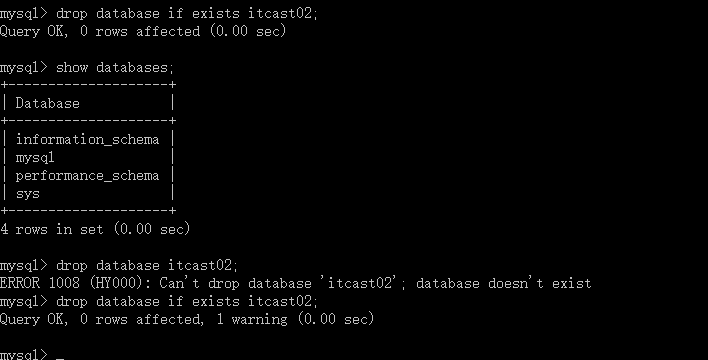 mysql> drop database if exists itcast02;
Query OK, 0 rows affected (0.00 sec)
mysql> show databases;
+--------------------+
| Database           |
+--------------------+
| information_schema |
| mysql              |
| performance_schema |
| sys                |
+--------------------+
4 rows in set (0.00 sec)
mysql> drop database itcast02;
ERROR 1008 (HY000): Can't drop database 'itcast02'; database doesn't exist
mysql> drop database if exists itcast02;
Query OK, 0 rows affected, 1 warning (0.00 sec)
mysql> _